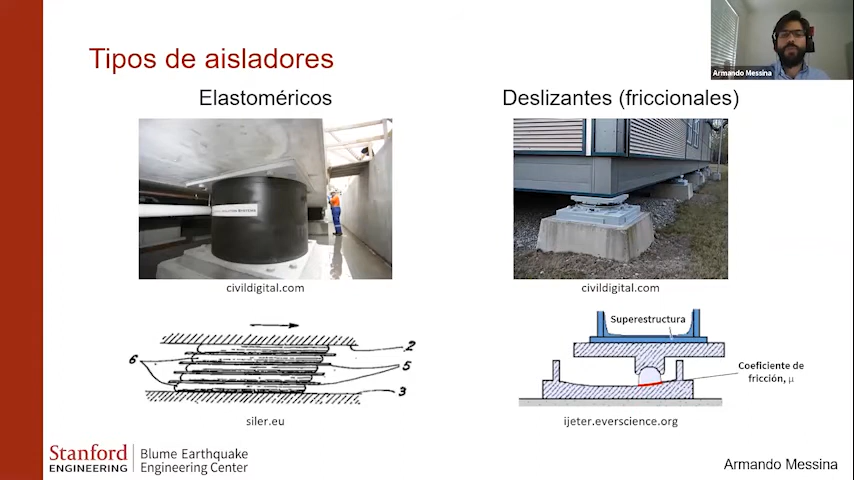 Armando Messina
Tipos de aisladores
Elastoméricos
Deslizantes (friccionales)
civildigital.com
civildigital.com
2
6
5
3
siler.eu
Superestructura
Coeficiente de
fricción, μ
ijeter.everscience.org
Stanford
ENGINEERING
Blume Earthquake
Engineering Center
Armando Messina